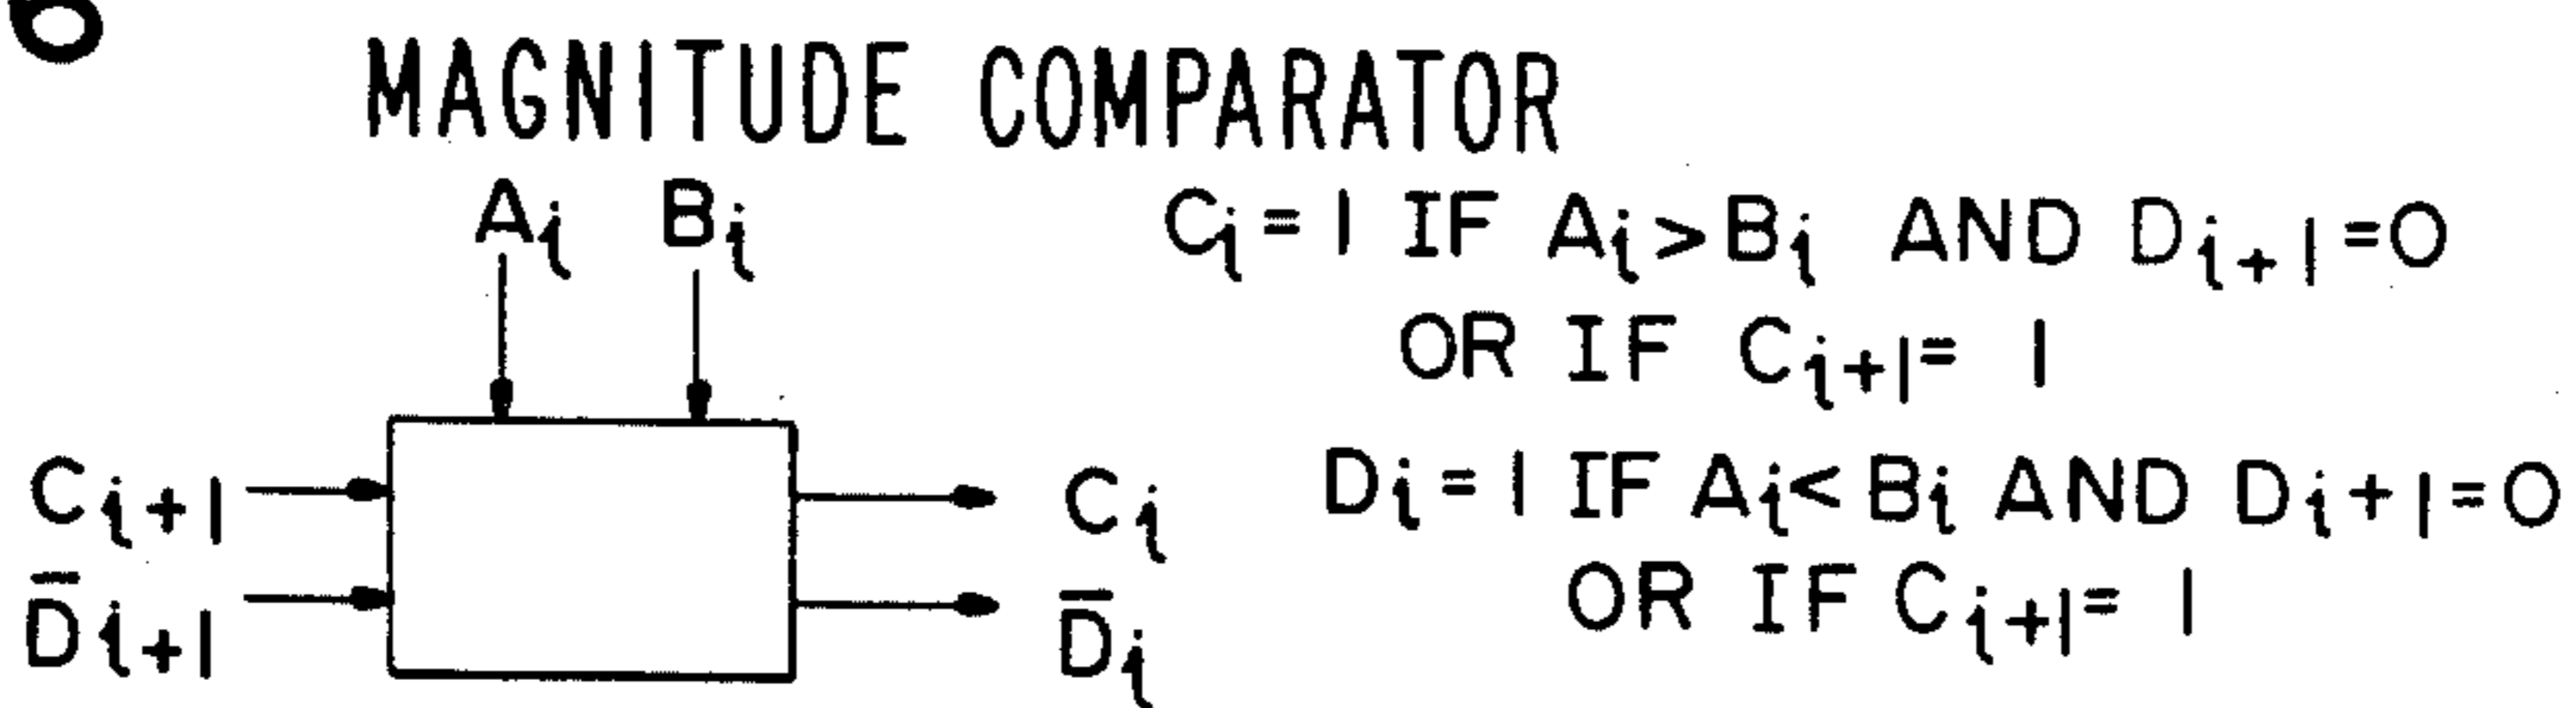 6
MAGNITUDE COMPARATOR
Ai Bi
Ci = 1 IF Ai > Bi AND Di+1 = 0
OR IF Ci+1 = 1
Di = 1 IF Ai < Bi AND Di+1 = 0
OR IF Ci+1 = 1
Ci+1
Ci
D̄i+1
D̄i